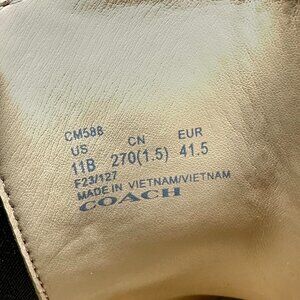 CM588
US CN EUR
11B 270(1.5) 41.5
F23/127
MADE IN VIETNAM/VIETNAM
COACH